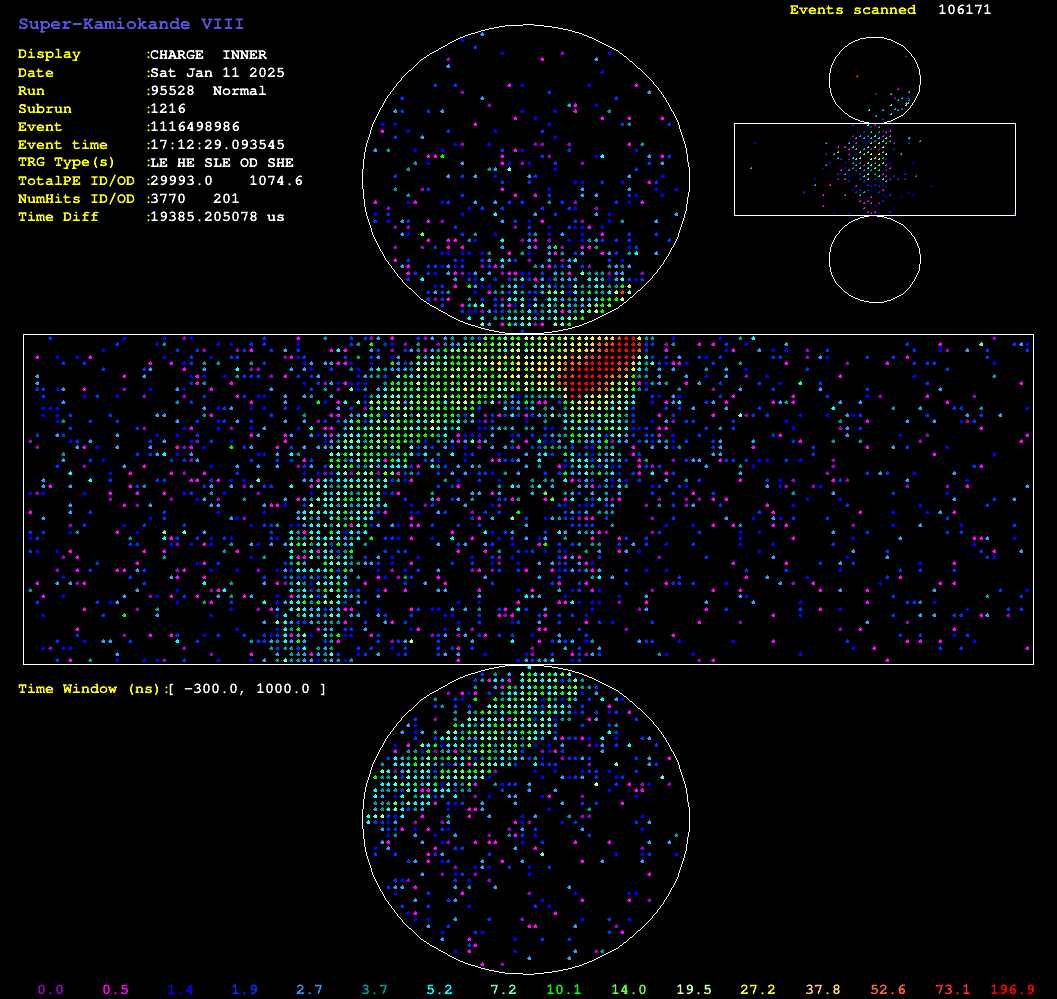 Super-Kamiokande VIII
Events scanned 106171
Display :CHARGE INNER
Date :Sat Jan 11 2025
Run :95528 Normal
Subrun :1216
Event :1116498986
Event time :17:12:29.093545
TRG Type(s) :LE HE SLE OD SHE
TotalPE ID/OD :29993.0 1074.6
NumHits ID/OD :3770 201
Time Diff :19385.205078 us
Time Window (ns):[ -300.0, 1000.0 ]
0.0 0.5 1.4 1.9 2.7 3.7 5.2 7.2 10.1 14.0 19.5 27.2 37.8 52.6 73.1 196.9